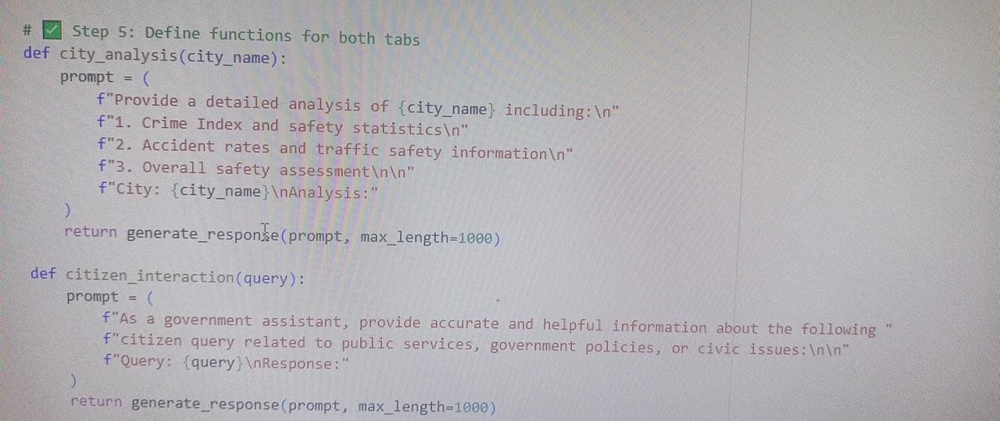 # ✅ Step 5: Define functions for both tabs
def city_analysis(city_name):
    prompt = (
        f"Provide a detailed analysis of {city_name} including:\n"
        f"1. Crime Index and safety statistics\n"
        f"2. Accident rates and traffic safety information\n"
        f"3. Overall safety assessment\n\n"
        f"City: {city_name}\nAnalysis:"
    )
    return generate_response(prompt, max_length=1000)

def citizen_interaction(query):
    prompt = (
        f"As a government assistant, provide accurate and helpful information about the following "
        f"citizen query related to public services, government policies, or civic issues:\n\n"
        f"Query: {query}\nResponse:"
    )
    return generate_response(prompt, max_length=1000)